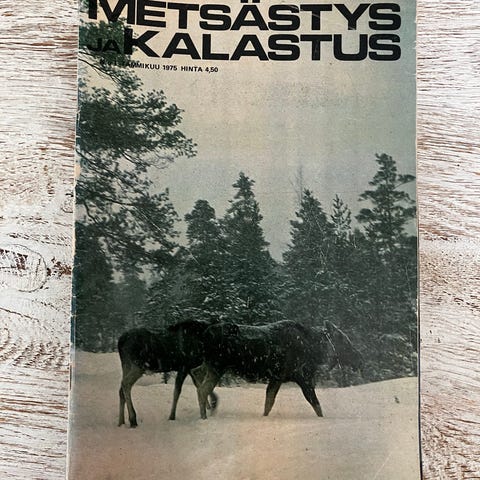 METSÄSTYS
JA KALASTUS
TAMMIKUU 1975 HINTA 4,50